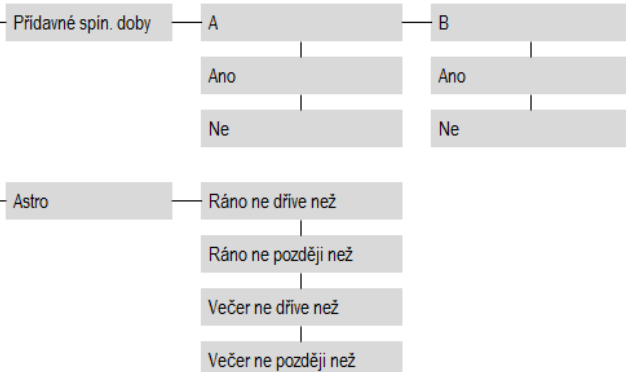 Přídavné spín. doby
A
B
Ano
Ano
Ne
Ne
Astro
Ráno ne dříve než
Ráno ne později než
Večer ne dříve než
Večer ne později než